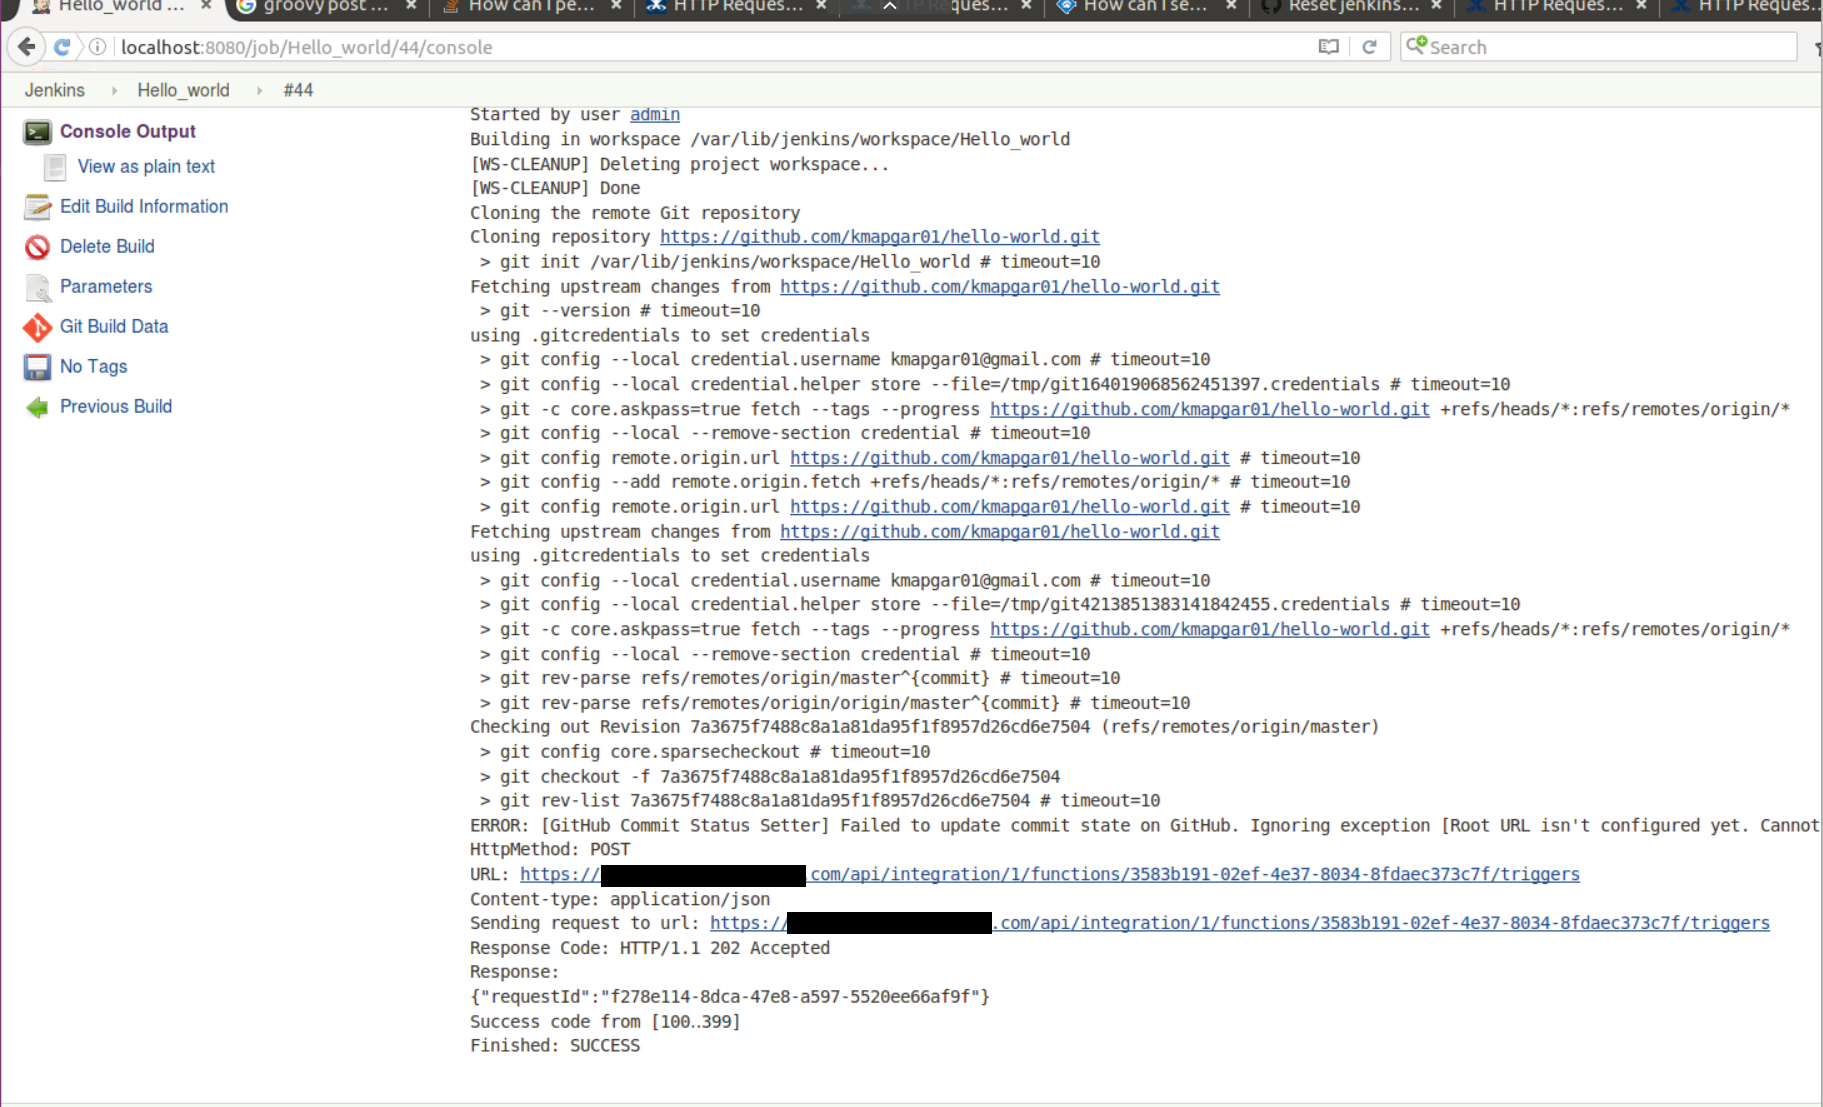 Hello_world ...
groovy post ...
How can I pe...
HTTP Reques...
HTTP Reques...
How can I se...
Reset jenkins...
HTTP Reques...
HTTP Reques...
localhost:8080/job/Hello_world/44/console
Search
Jenkins
Hello_world
#44
Console Output
View as plain text
Edit Build Information
Delete Build
Parameters
Git Build Data
No Tags
Previous Build
Started by user admin
Building in workspace /var/lib/jenkins/workspace/Hello_world
[WS-CLEANUP] Deleting project workspace...
[WS-CLEANUP] Done
Cloning the remote Git repository
Cloning repository https://github.com/kmapgar01/hello-world.git
> git init /var/lib/jenkins/workspace/Hello_world # timeout=10
Fetching upstream changes from https://github.com/kmapgar01/hello-world.git
> git --version # timeout=10
using .gitcredentials to set credentials
> git config --local credential.username kmapgar01@gmail.com # timeout=10
> git config --local credential.helper store --file=/tmp/git164019068562451397.credentials # timeout=10
> git -c core.askpass=true fetch --tags --progress https://github.com/kmapgar01/hello-world.git +refs/heads/*:refs/remotes/origin/*
> git config --local --remove-section credential # timeout=10
> git config remote.origin.url https://github.com/kmapgar01/hello-world.git # timeout=10
> git config --add remote.origin.fetch +refs/heads/*:refs/remotes/origin/* # timeout=10
> git config remote.origin.url https://github.com/kmapgar01/hello-world.git # timeout=10
Fetching upstream changes from https://github.com/kmapgar01/hello-world.git
using .gitcredentials to set credentials
> git config --local credential.username kmapgar01@gmail.com # timeout=10
> git config --local credential.helper store --file=/tmp/git4213851383141842455.credentials # timeout=10
> git -c core.askpass=true fetch --tags --progress https://github.com/kmapgar01/hello-world.git +refs/heads/*:refs/remotes/origin/*
> git config --local --remove-section credential # timeout=10
> git rev-parse refs/remotes/origin/master^{commit} # timeout=10
> git rev-parse refs/remotes/origin/origin/master^{commit} # timeout=10
Checking out Revision 7a3675f7488c8a1a81da95f1f8957d26cd6e7504 (refs/remotes/origin/master)
> git config core.sparsecheckout # timeout=10
> git checkout -f 7a3675f7488c8a1a81da95f1f8957d26cd6e7504
> git rev-list 7a3675f7488c8a1a81da95f1f8957d26cd6e7504 # timeout=10
ERROR: [GitHub Commit Status Setter] Failed to update commit state on GitHub. Ignoring exception [Root URL isn't configured yet. Cannot
HttpMethod: POST
URL: https:// .com/api/integration/1/functions/3583b191-02ef-4e37-8034-8fdaec373c7f/triggers
Content-type: application/json
Sending request to url: https:// .com/api/integration/1/functions/3583b191-02ef-4e37-8034-8fdaec373c7f/triggers
Response Code: HTTP/1.1 202 Accepted
Response:
{"requestId":"f278e114-8dca-47e8-a597-5520ee66af9f"}
Success code from [100..399]
Finished: SUCCESS